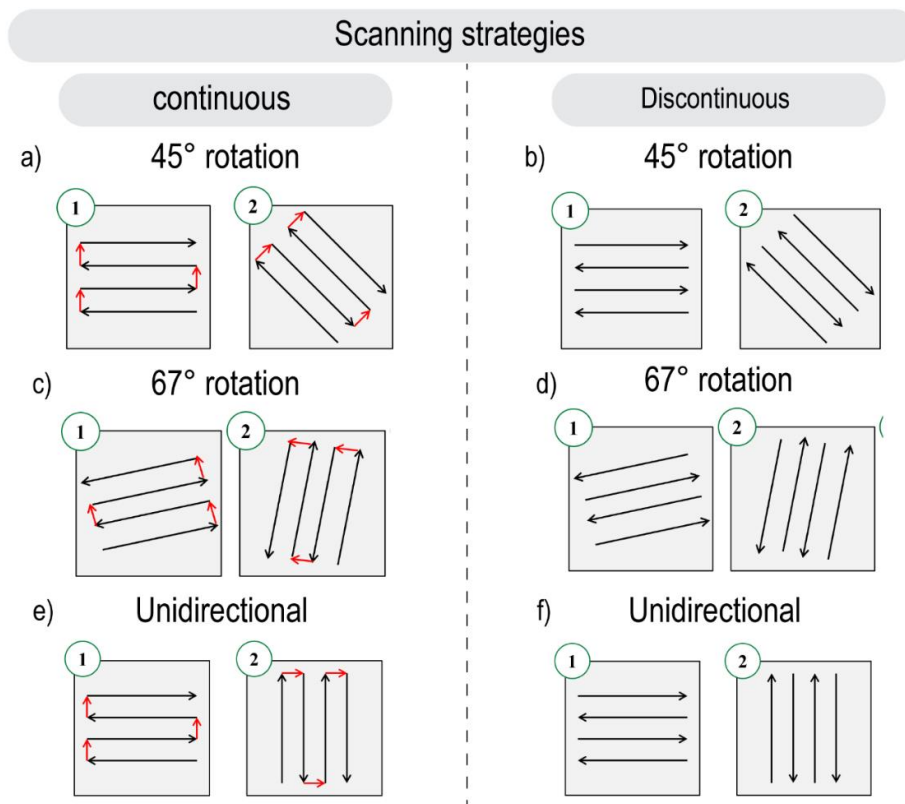 Scanning strategies
continuous
Discontinuous
a) 45° rotation
b) 45° rotation
1 2
1 2
c) 67° rotation
d) 67° rotation
1 2
1 2
e) Unidirectional
f) Unidirectional
1 2
1 2